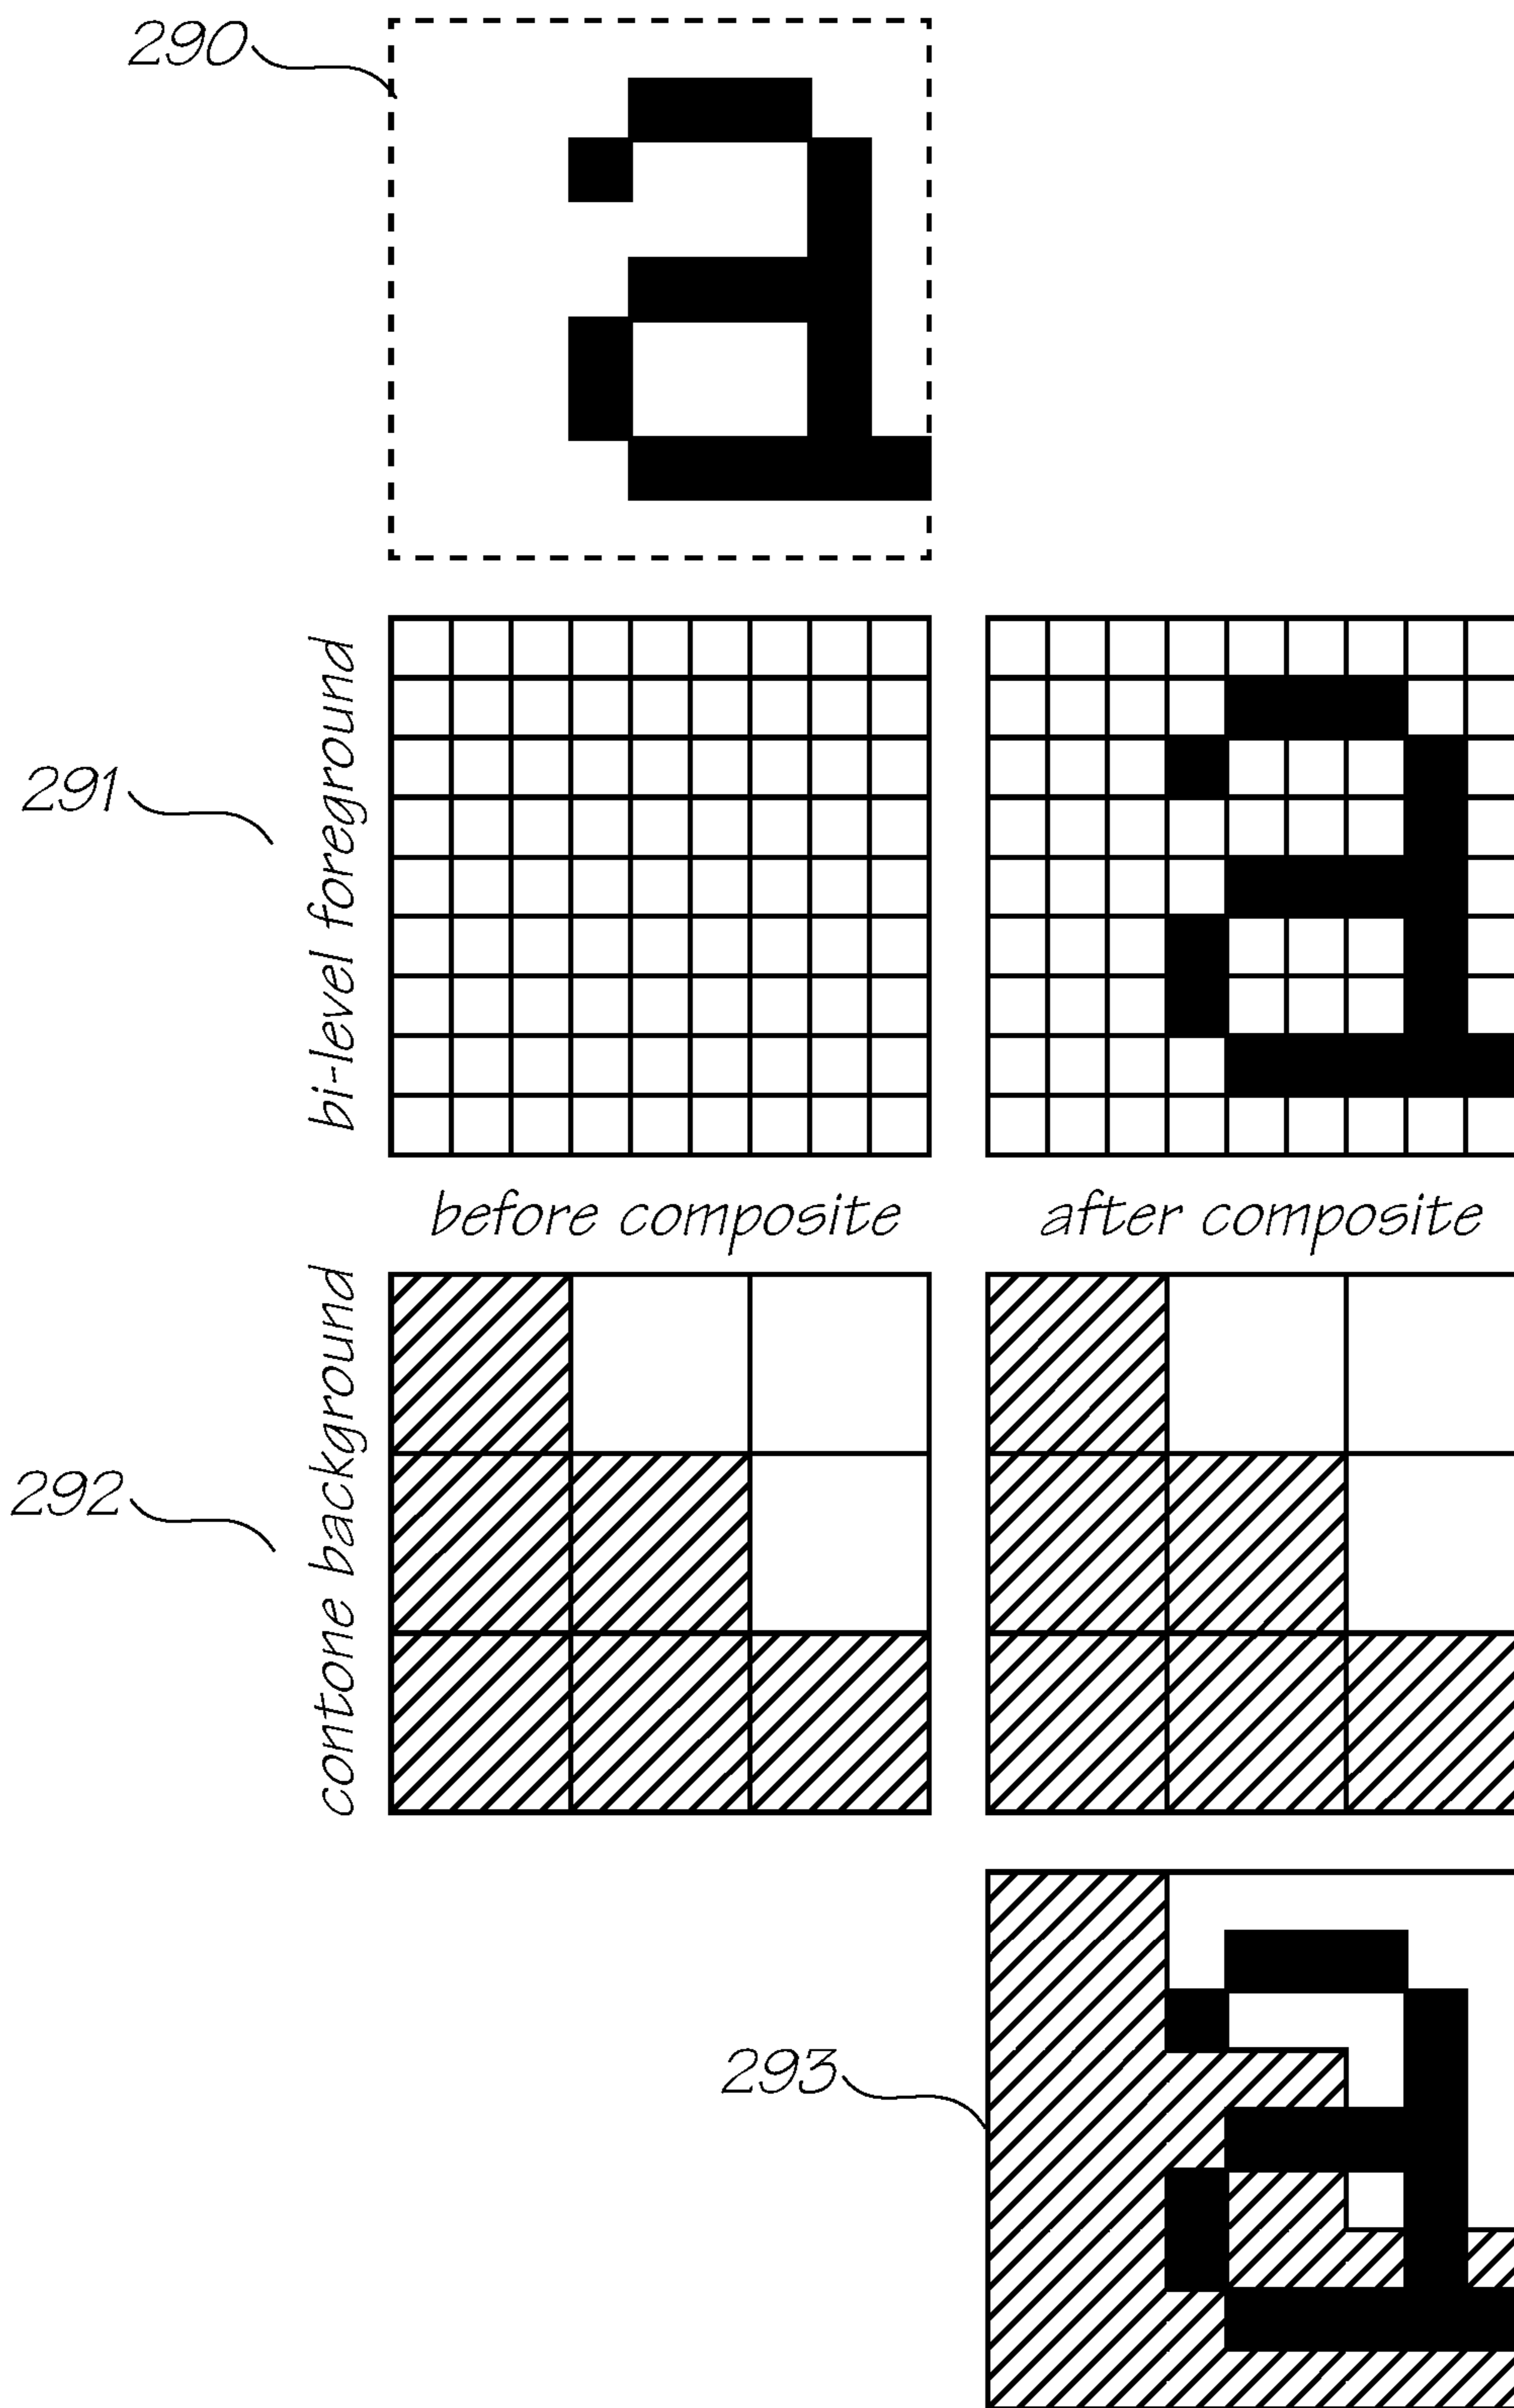 290
291
bi-level foreground
before composite
after composite
292
contone background
293